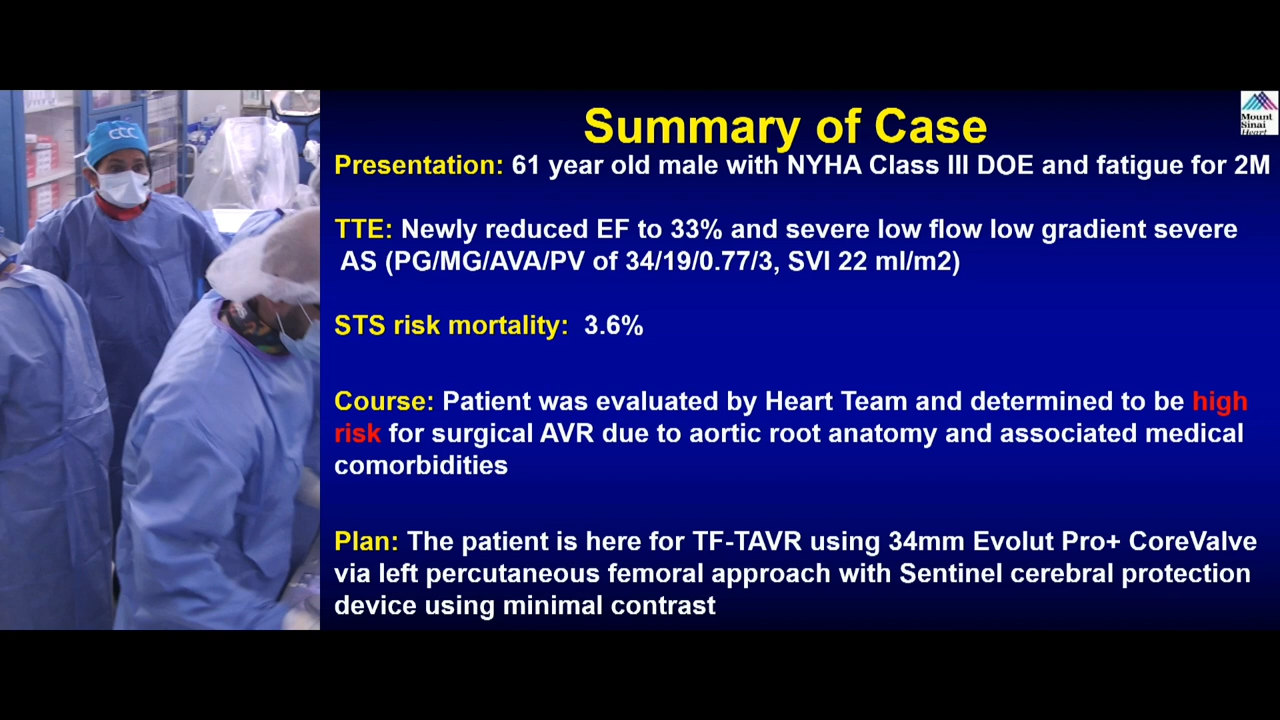 CCC
Summary of Case
Mount
Sinai
Heart
Presentation: 61 year old male with NYHA Class III DOE and fatigue for 2M
TTE: Newly reduced EF to 33% and severe low flow low gradient severe
AS (PG/MG/AVA/PV of 34/19/0.77/3, SVI 22 ml/m2)
STS risk mortality: 3.6%
Course: Patient was evaluated by Heart Team and determined to be high
risk for surgical AVR due to aortic root anatomy and associated medical
comorbidities
Plan: The patient is here for TF-TAVR using 34mm Evolut Pro+ CoreValve
via left percutaneous femoral approach with Sentinel cerebral protection
device using minimal contrast